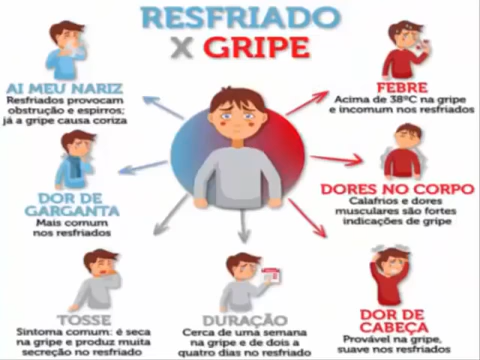 RESFRIADO
X GRIPE
AI MEU NARIZ
Resfriados provocam
obstrução e espirros;
já a gripe causa coriza
FEBRE
Acima de 38ºC na gripe
e incomum nos resfriados
DOR DE
GARGANTA
Mais comum
nos resfriados
DORES NO CORPO
Calafrios e dores
musculares são fortes
indicações de gripe
TOSSE
Sintoma comum: é seca
na gripe e produz muita
secreção no resfriado
DURAÇÃO
Cerca de uma semana
na gripe e de dois a
quatro dias no resfriado
DOR DE
CABEÇA
Provável na gripe,
suave nos resfriados